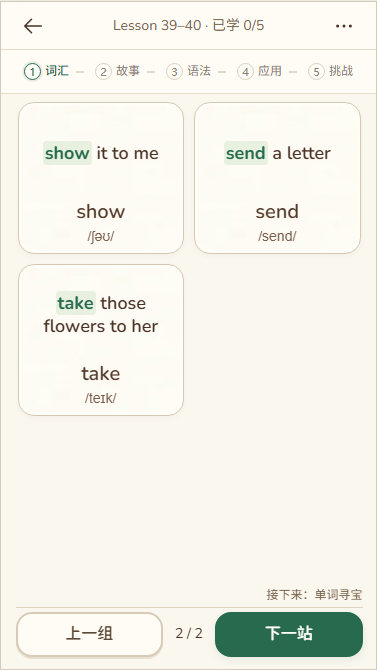 Lesson 39–40 · 已学 0/5
1 词汇 – 2 故事 – 3 语法 – 4 应用 – 5 挑战
show it to me
show
/ʃəʊ/
send a letter
send
/send/
take those
flowers to her
take
/teɪk/
接下来：单词寻宝
上一组
2 / 2
下一站